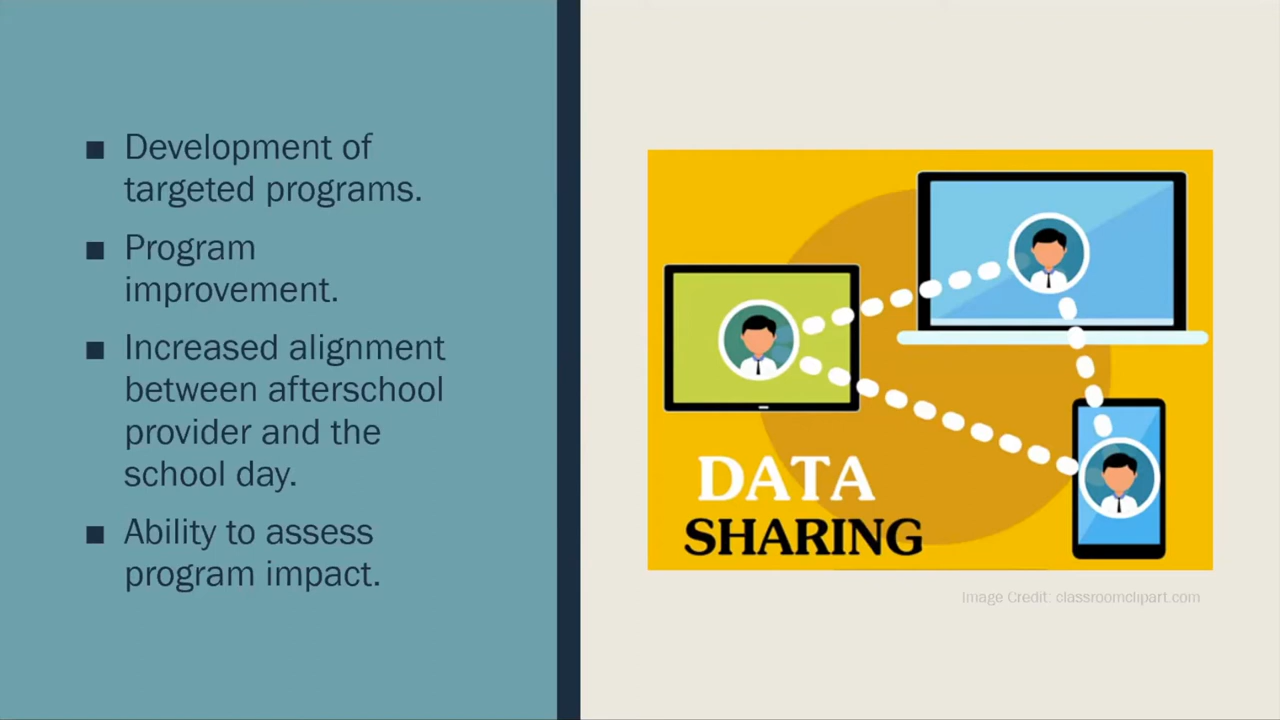 ■ Development of
targeted programs.
■ Program
improvement.
■ Increased alignment
between afterschool
provider and the
school day.
■ Ability to assess
program impact.
DATA
SHARING
Image Credit: classroomclipart.com